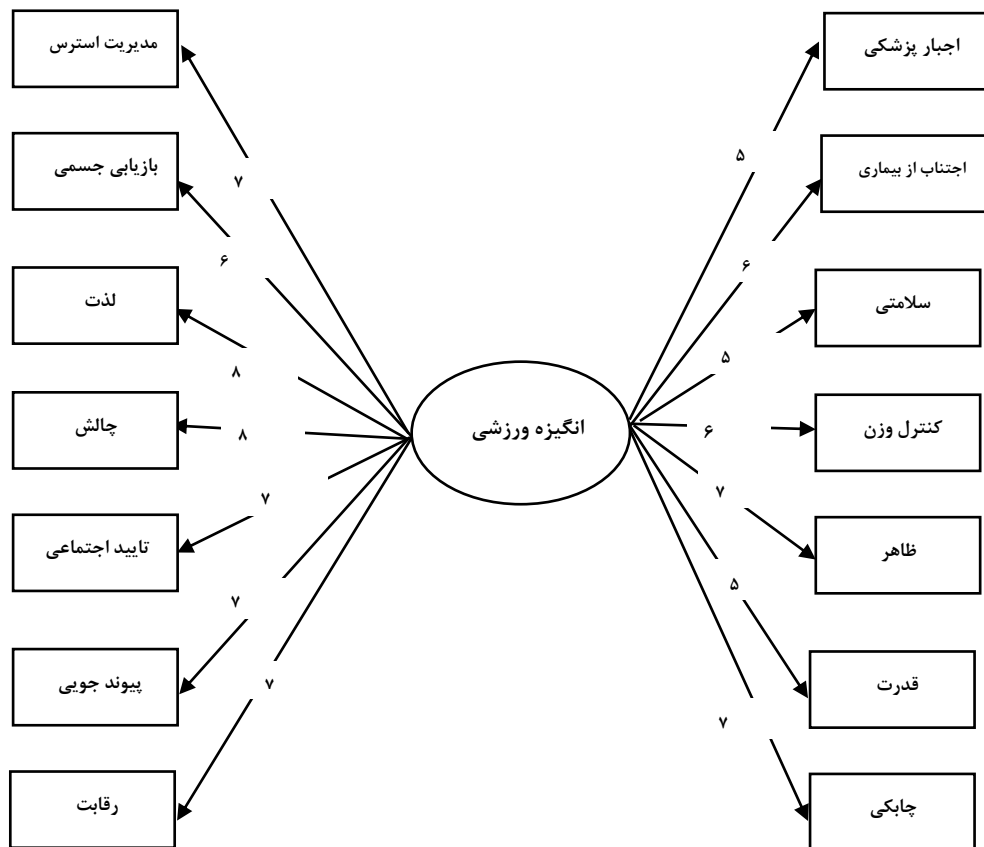 اجبار پزشکی
مدیریت استرس
۵
اجتناب از بیماری
بازیابی جسمی
۷
۶
۶
سلامتی
لذت
۵
۸
انگیزه ورزشی
کنترل وزن
۶
۸
چالش
۷
۷
ظاهر
تایید اجتماعی
۵
۷
قدرت
پیوند جویی
۷
۷
چابکی
رقابت